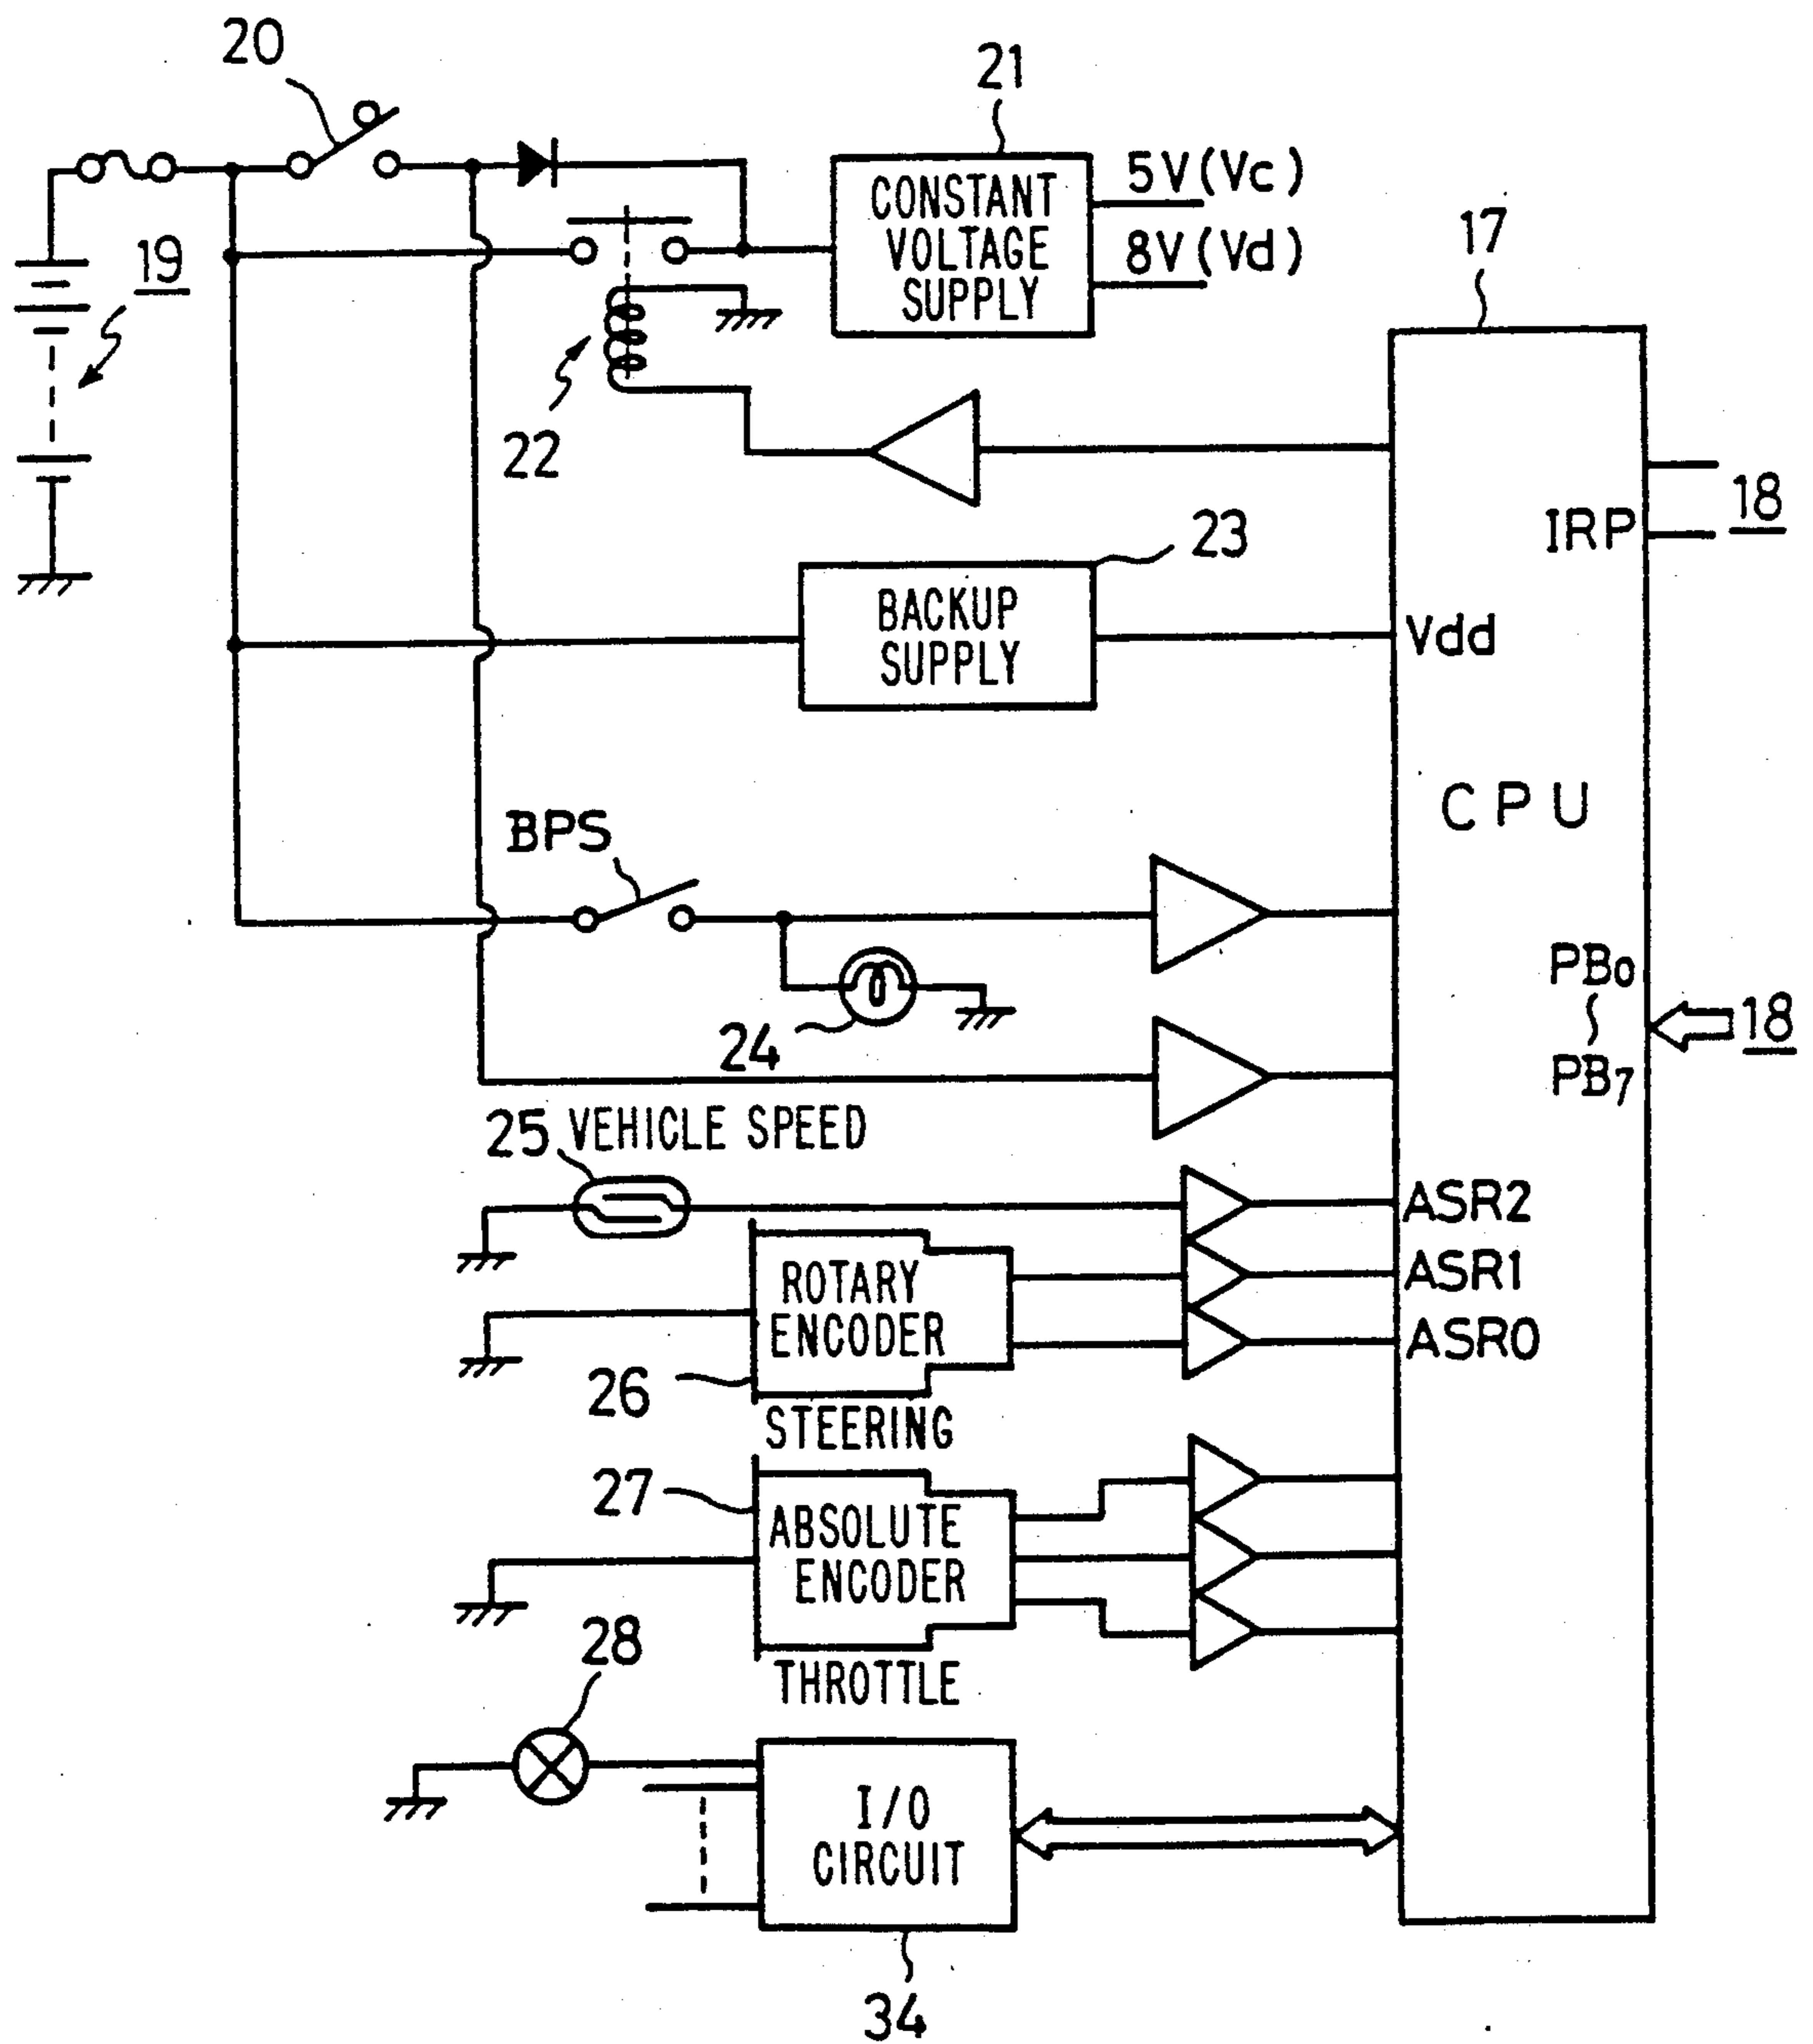 20
21
CONSTANT
VOLTAGE
SUPPLY
5V(Vc)
8V(Vd)
19
17
22
18
IRP
23
BACKUP
SUPPLY
Vdd
CPU
BPS
24
PB0
PB7
18
25 VEHICLE SPEED
ASR2
ROTARY
ENCODER
ASR1
ASR0
26
STEERING
27
ABSOLUTE
ENCODER
28
THROTTLE
I/O
CIRCUIT
34